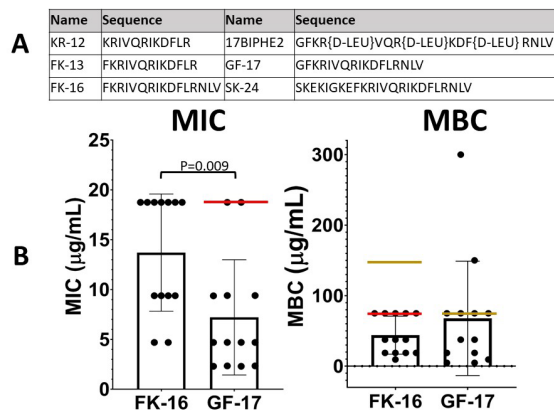 A
Name Sequence Name Sequence
KR-12 KRIVQRIKDFLR 17BIPHE2 GFKR{D-LEU}VQR{D-LEU}KDF{D-LEU} RNLV
FK-13 FKRIVQRIKDFLR GF-17 GFKRIVQRIKDFLRNLV
FK-16 FKRIVQRIKDFLRNLV SK-24 SKEKIGKEFKRIVQRIKDFLRNLV
B
MIC
MIC (µg/mL)
25
20
15
10
5
0
P=0.009
FK-16 GF-17
MBC
MBC (µg/mL)
300
200
100
0
FK-16 GF-17